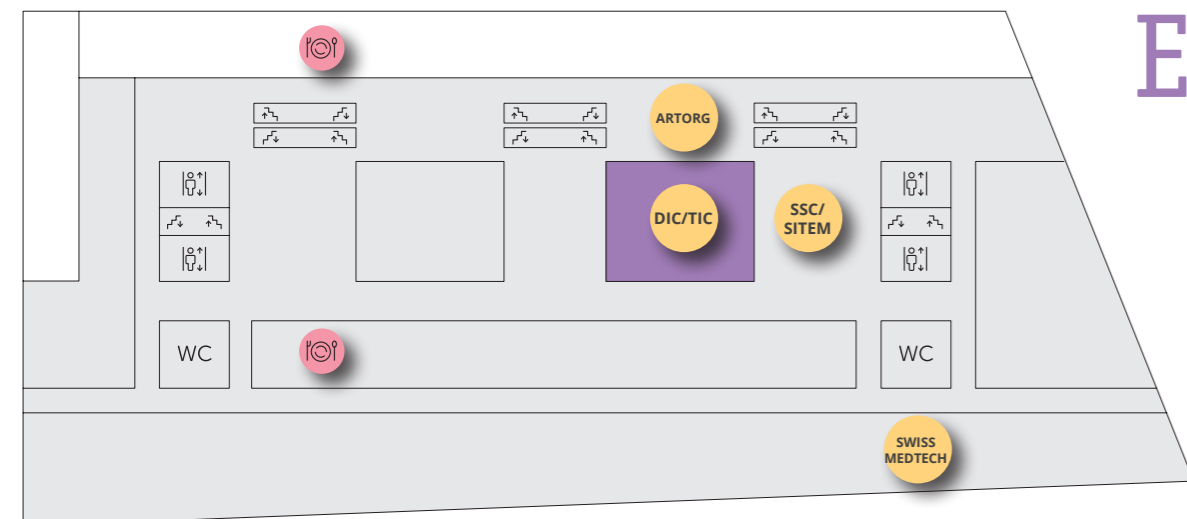 E
ARTORG
DIC/TIC
SSC/
SITEM
WC
WC
SWISS
MEDTECH